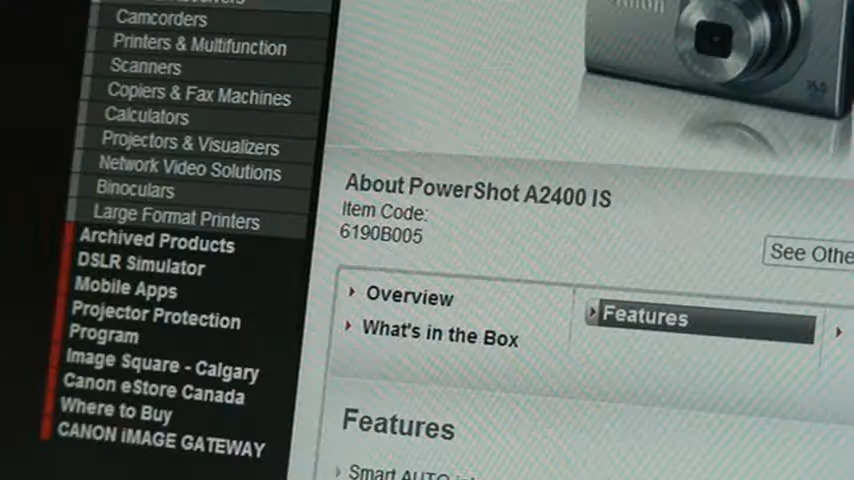 Camcorders
Printers & Multifunction
Scanners
Copiers & Fax Machines
Calculators
Projectors & Visualizers
Network Video Solutions
Binoculars
Large Format Printers
Archived Products
DSLR Simulator
Mobile Apps
Projector Protection
Program
Image Square - Calgary
Canon eStore Canada
Where to Buy
CANON iMAGE GATEWAY
About PowerShot A2400 IS
Item Code:
6190B005
See Othe
Overview
Features
What's in the Box
Features
Smart AUTO